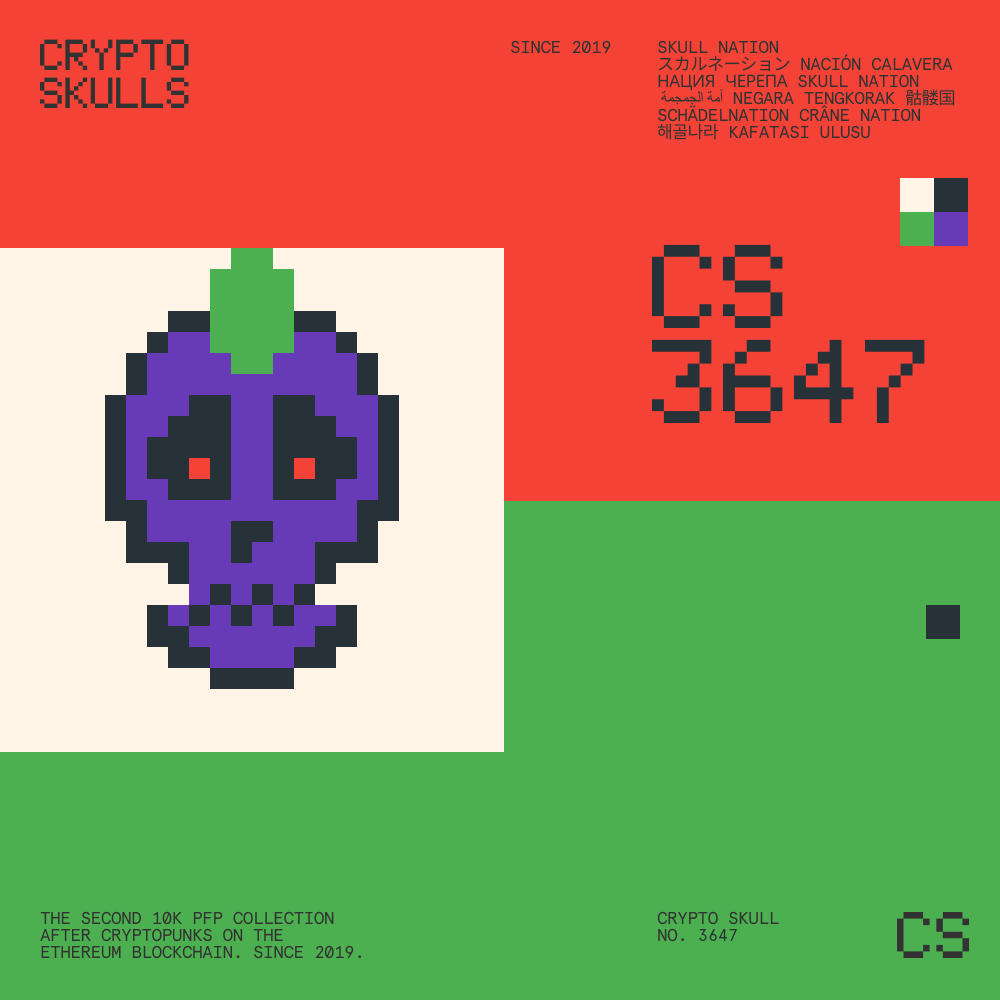 CRYPTO
SKULLS
SINCE 2019
SKULL NATION
スカルネーション NACIÓN CALAVERA
НАЦИЯ ЧЕРЕПА SKULL NATION
أمة الجمجمة NEGARA TENGKORAK 骷髅国
SCHÄDELNATION CRÂNE NATION
해골나라 KAFATASI ULUSU
CS
3647
THE SECOND 10K PFP COLLECTION
AFTER CRYPTOPUNKS ON THE
ETHEREUM BLOCKCHAIN. SINCE 2019.
CRYPTO SKULL
NO. 3647
CS